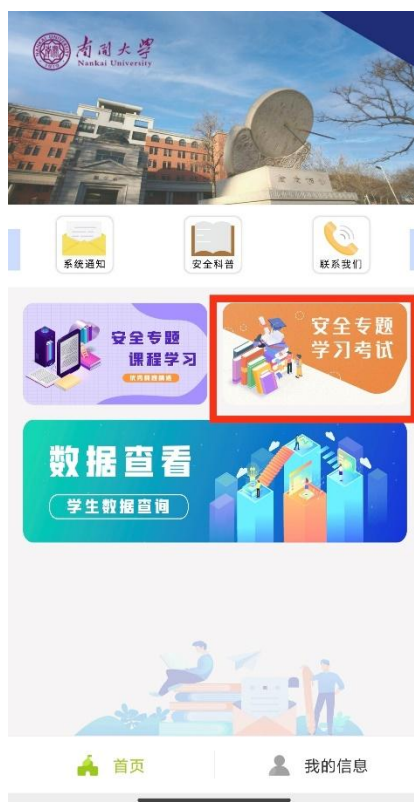 南開大學
Nankai University
系统通知
安全科普
联系我们
安全专题
课程学习
安全专题
学习考试
数据查看
学生数据查询
首页
我的信息